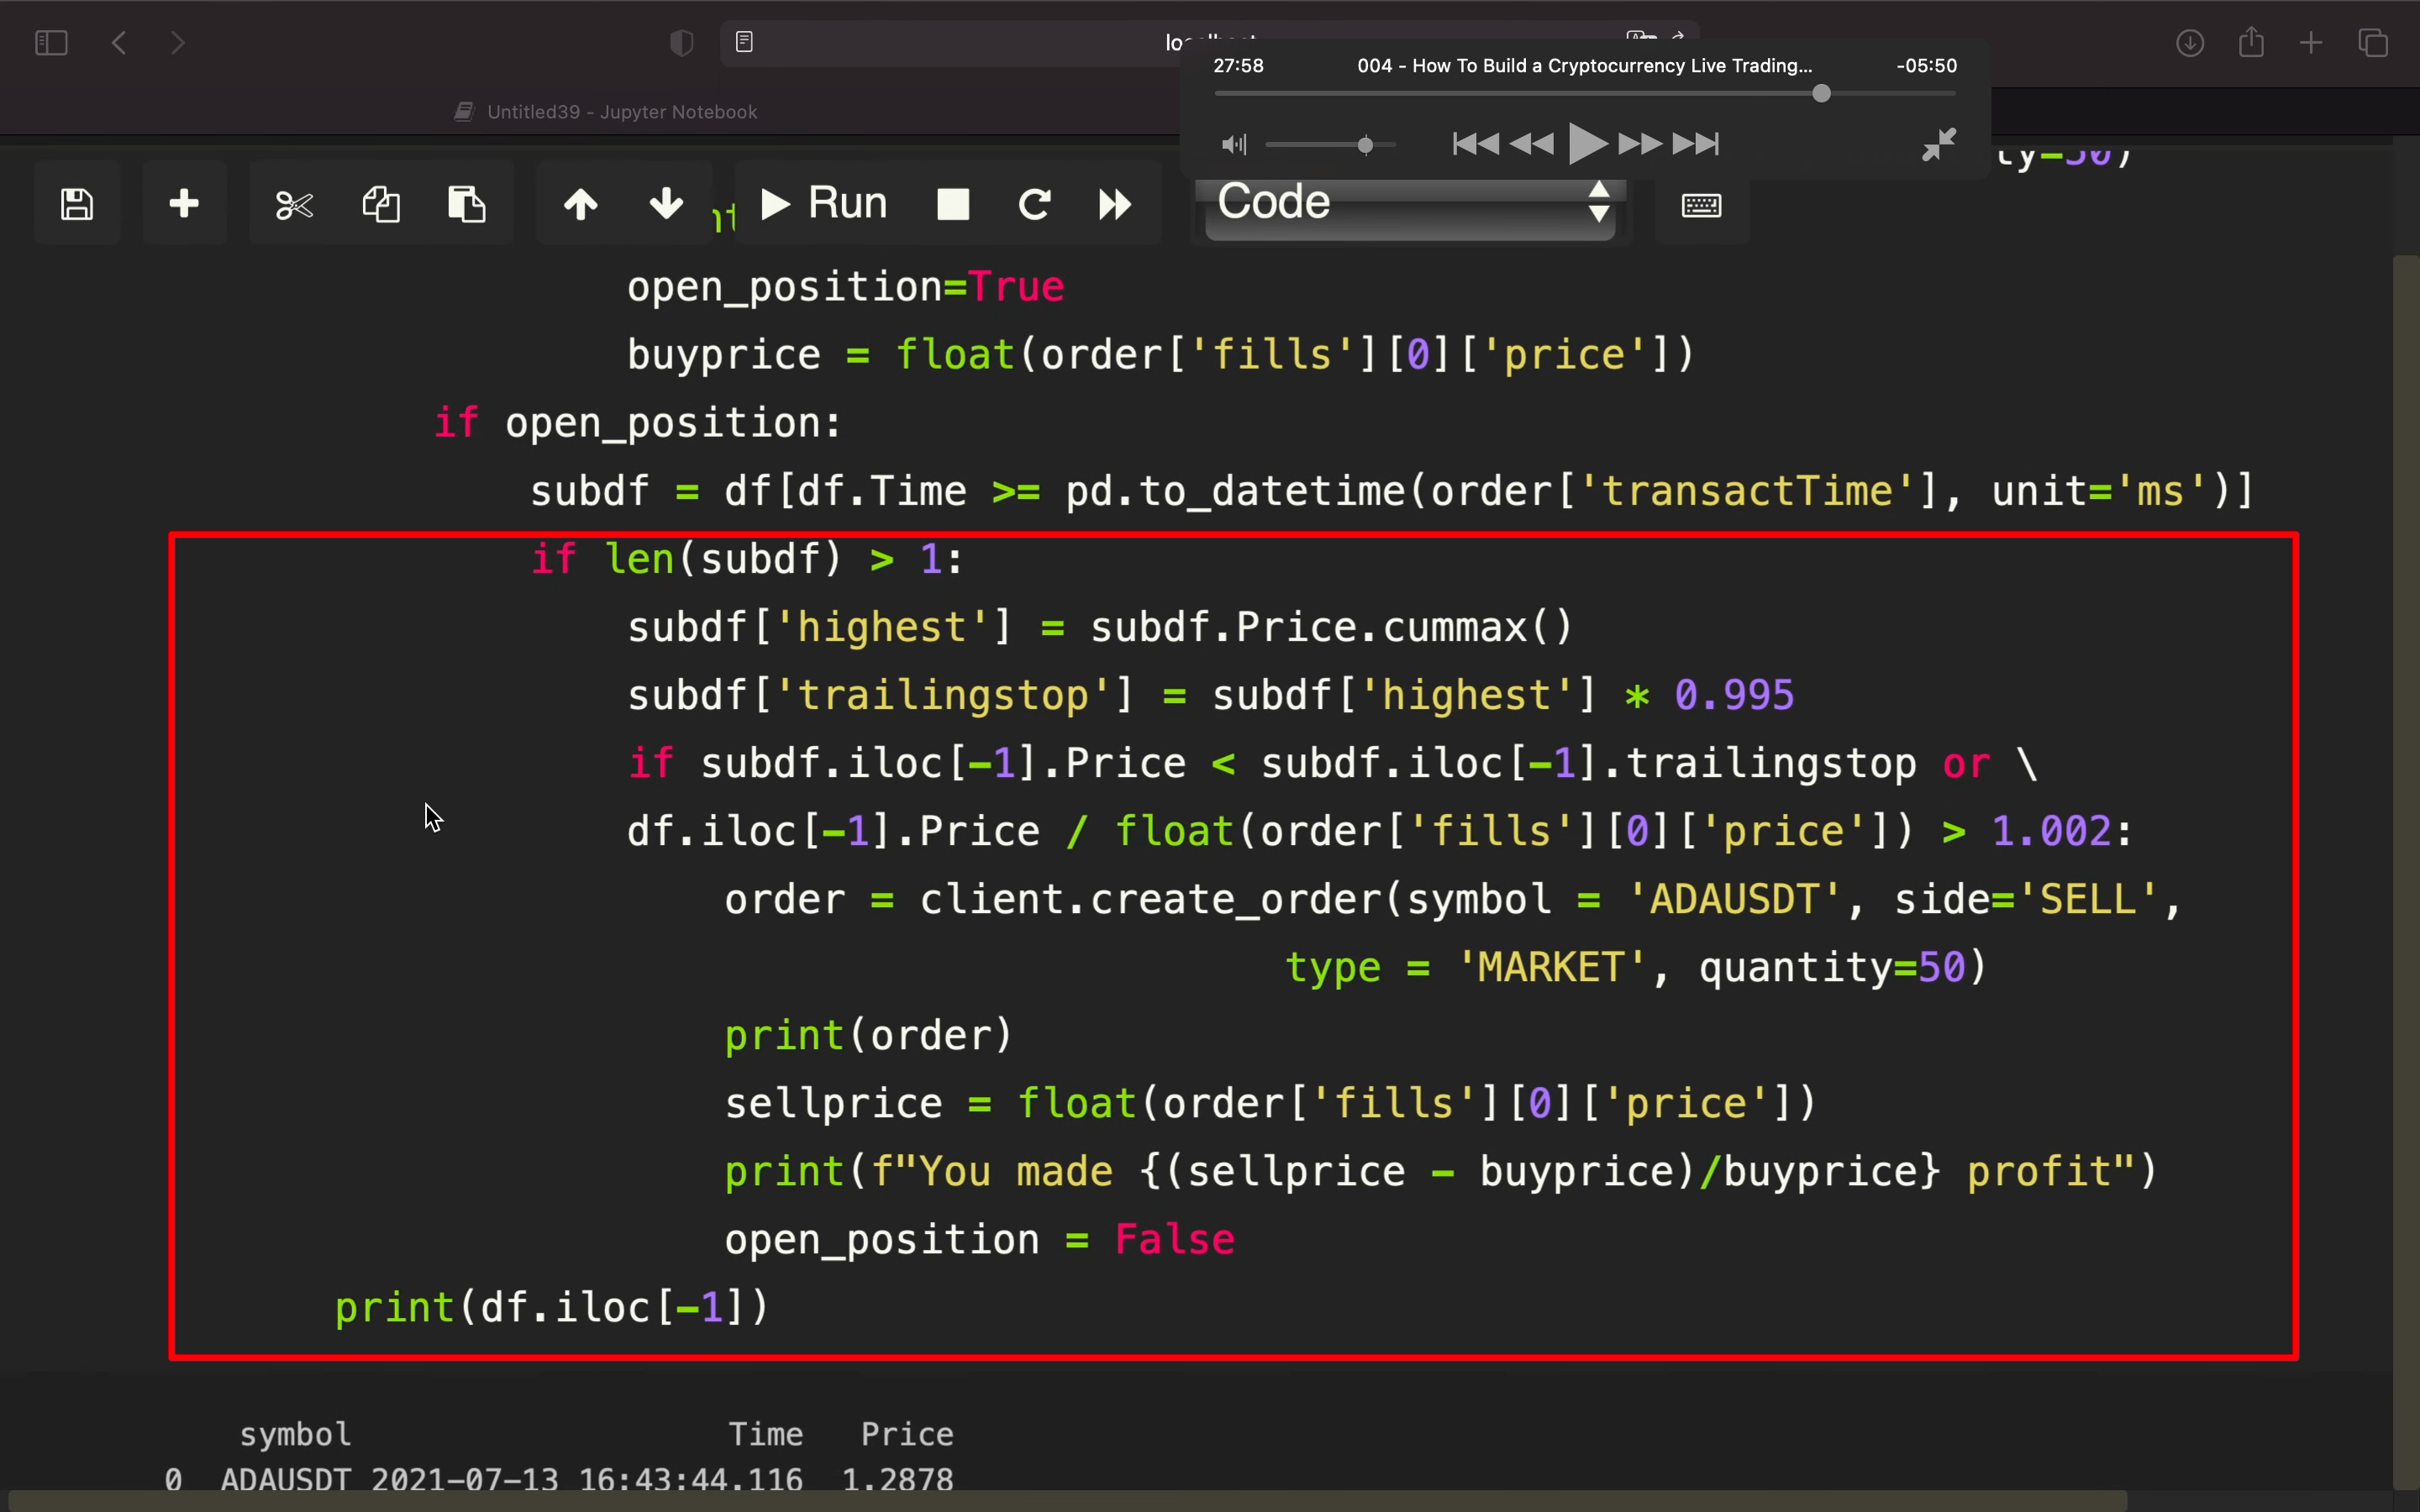 27:58 004 - How To Build a Cryptocurrency Live Trading... -05:50
Untitled39 - Jupyter Notebook
Run Code
open_position=True
buyprice = float(order['fills'][0]['price'])
if open_position:
subdf = df[df.Time >= pd.to_datetime(order['transactTime'], unit='ms')]
if len(subdf) > 1:
subdf['highest'] = subdf.Price.cummax()
subdf['trailingstop'] = subdf['highest'] * 0.995
if subdf.iloc[-1].Price < subdf.iloc[-1].trailingstop or \
df.iloc[-1].Price / float(order['fills'][0]['price']) > 1.002:
order = client.create_order(symbol = 'ADAUSDT', side='SELL',
type = 'MARKET', quantity=50)
print(order)
sellprice = float(order['fills'][0]['price'])
print(f"You made {(sellprice - buyprice)/buyprice} profit")
open_position = False
print(df.iloc[-1])
symbol Time Price
0 ADAUSDT 2021-07-13 16:43:44.116 1.2878